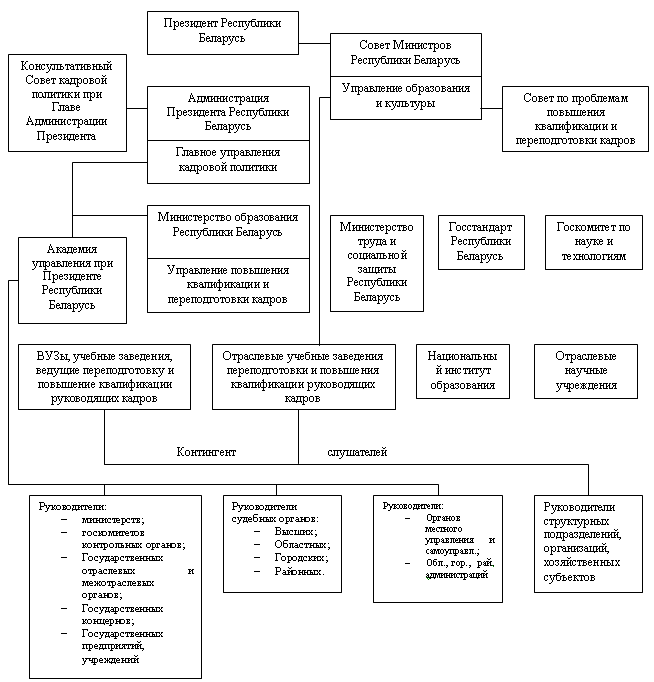 Президент Республики
Беларусь
Совет Министров
Республики Беларусь
Управление образования
и культуры
Консультативный
Совет кадровой
политики при
Главе
Администрации
Президента
Администрация
Президента Республики
Беларусь
Главное управления
кадровой политики
Совет по проблемам
повышения
квалификации и
переподготовки кадров
Академия
управления при
Президенте
Республики
Беларусь
Министерство образования
Республики Беларусь
Управление повышения
квалификации и
переподготовки кадров
Министерство
труда и
социальной
защиты
Республики
Беларусь
Госстандарт
Республики
Беларусь
Госкомитет по
науке и
технологиям
ВУЗы, учебные заведения,
ведущие переподготовку и
повышение квалификации
руководящих кадров
Отраслевые учебные заведения
переподготовки и повышения
квалификации руководящих
кадров
Национальны
й институт
образования
Отраслевые
научные
учреждения
Контингент слушателей
Руководители:
– министерств;
– госкомитетов
контрольных органов;
– Государственных
отраслевых и
межотраслевых
органов;
– Государственных
концернов;
– Государственных
предприятий,
учреждений
Руководители
судебных органов:
– Высших;
– Областных;
– Городских;
– Районных.
Руководители:
– Органов
местного
управления и
самоуправл.;
– Обл., гор., рай,
администраций
Руководители
структурных
подразделений,
организаций,
хозяйственных
субъектов